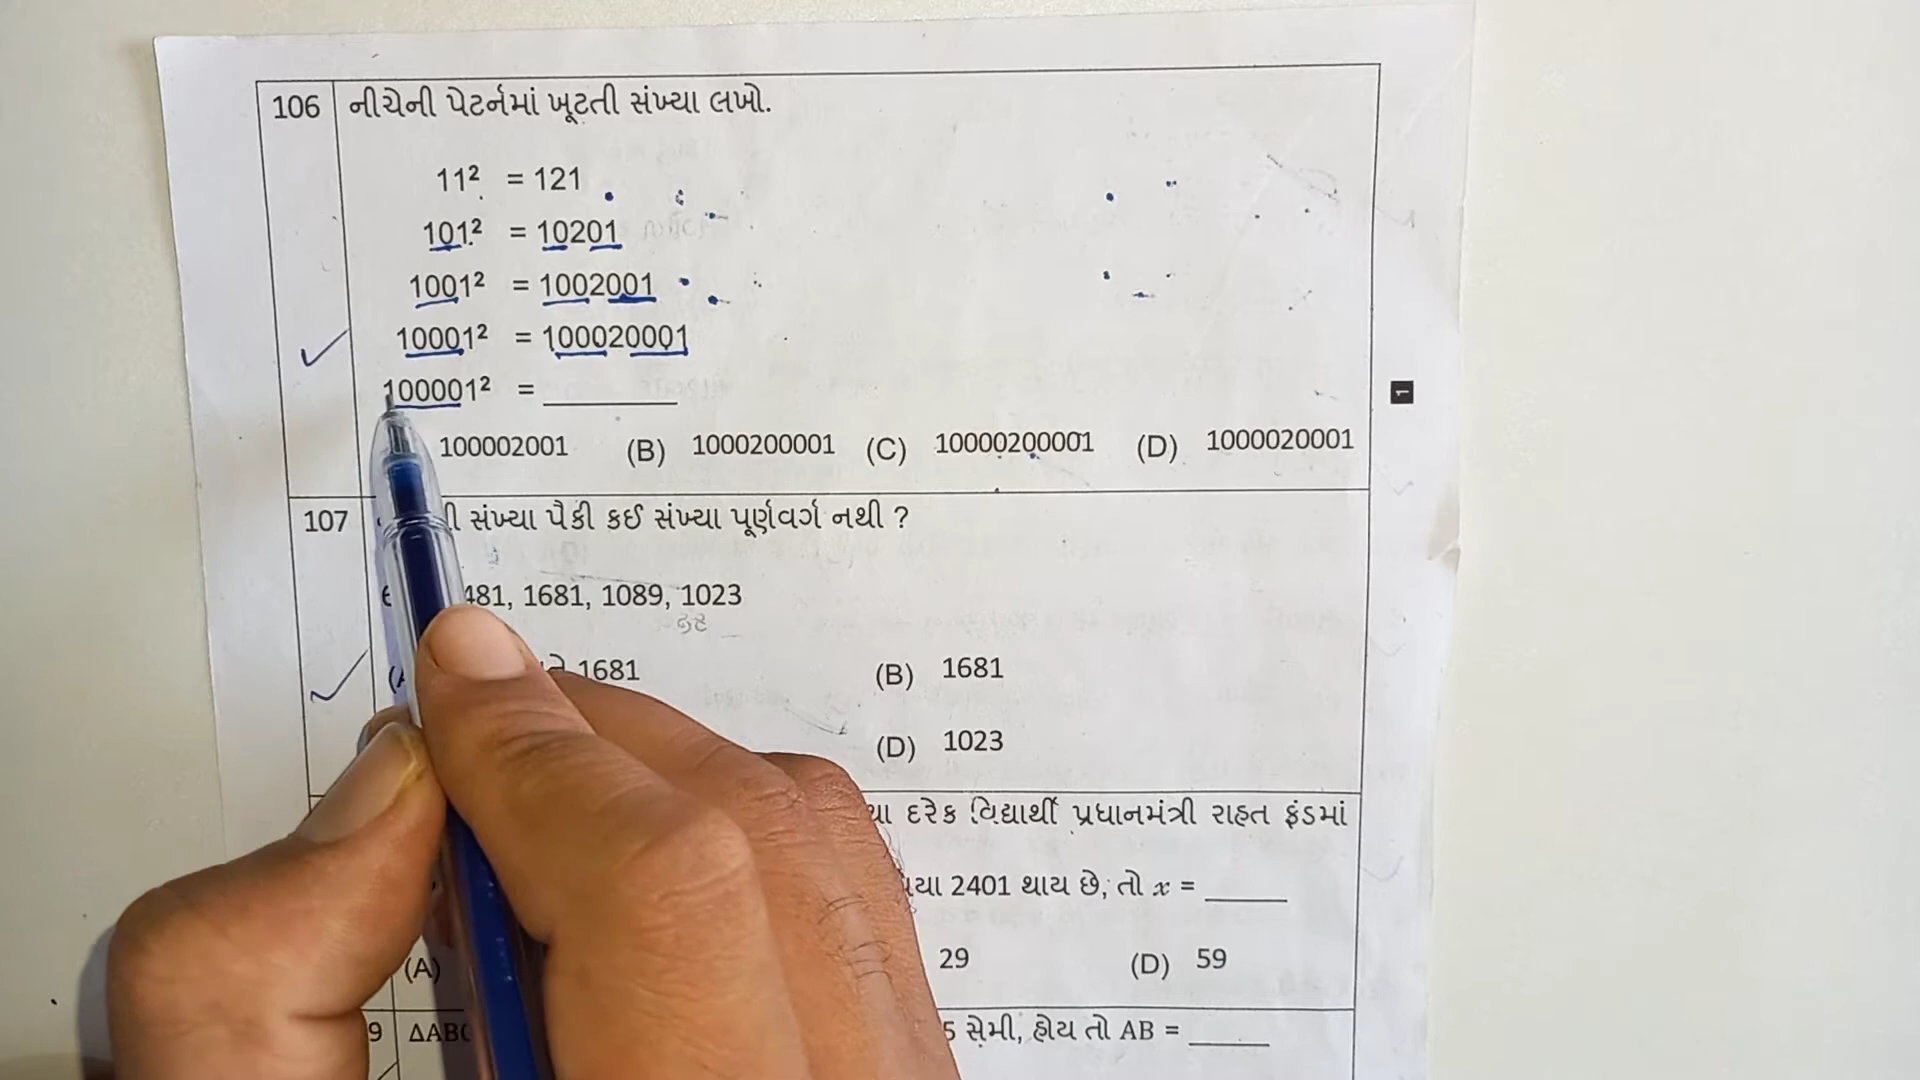 106 નીચેની પેટર્નમાં ખૂટતી સંખ્યા લખો.
11² = 121
101² = 10201
1001² = 1002001
10001² = 100020001
100001² = ________
100002001 (B) 1000200001 (C) 10000200001 (D) 1000020001
1
107 સંખ્યા પૈકી કઈ સંખ્યા પૂર્ણવર્ગ નથી ?
481, 1681, 1089, 1023
1681 (B) 1681
(D) 1023
દરેક વિદ્યાર્થી પ્રધાનમંત્રી રાહત ફંડમાં
2401 થાય છે, તો x = ______
(A) 29 (D) 59
9 ΔABC 5 સેમી, હોય તો AB = ______